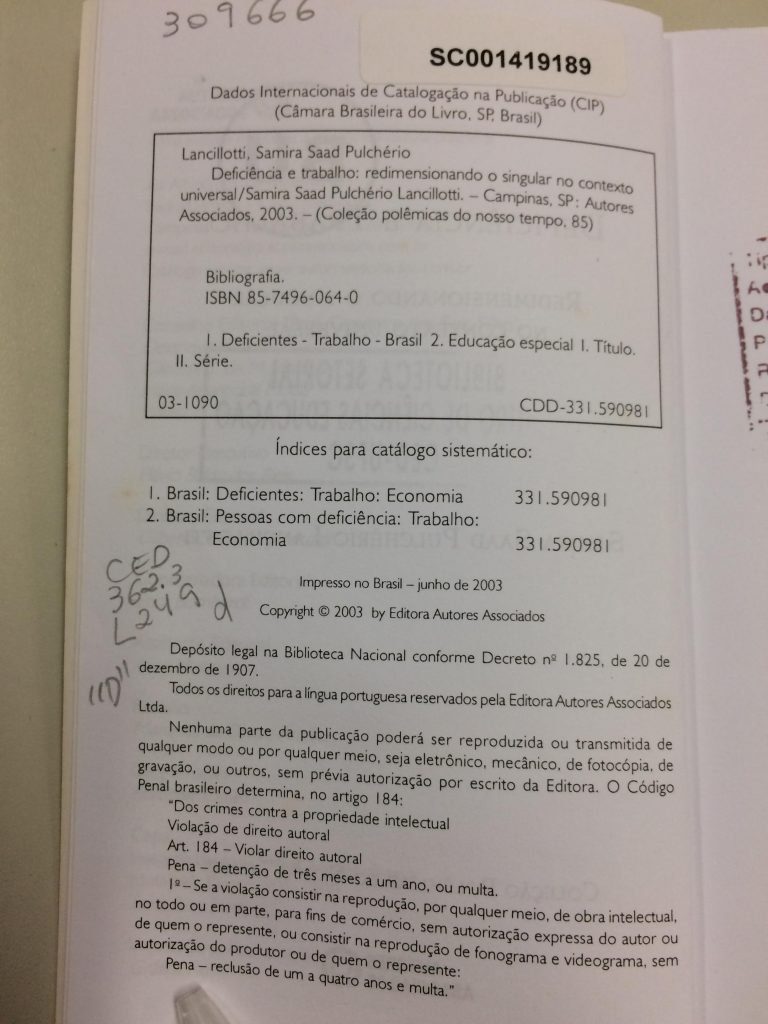 309666
SC001419189
Dados Internacionais de Catalogação na Publicação (CIP)
(Câmara Brasileira do Livro, SP, Brasil)
Lancillotti, Samira Saad Pulchério
Deficiência e trabalho: redimensionando o singular no contexto
universal/Samira Saad Pulchério Lancillotti. – Campinas, SP: Autores
Associados, 2003. – (Coleção polêmicas do nosso tempo, 85)
Bibliografia.
ISBN 85-7496-064-0
1. Deficientes - Trabalho - Brasil 2. Educação especial I. Título.
II. Série.
03-1090 CDD-331.590981
Índices para catálogo sistemático:
1. Brasil: Deficientes: Trabalho: Economia 331.590981
2. Brasil: Pessoas com deficiência: Trabalho:
Economia 331.590981
CED
362.3
L249d
"D"
Impresso no Brasil – junho de 2003
Copyright © 2003 by Editora Autores Associados
Depósito legal na Biblioteca Nacional conforme Decreto nº 1.825, de 20 de
dezembro de 1907.
Todos os direitos para a língua portuguesa reservados pela Editora Autores Associados
Ltda.
Nenhuma parte da publicação poderá ser reproduzida ou transmitida de
qualquer modo ou por qualquer meio, seja eletrônico, mecânico, de fotocópia, de
gravação, ou outros, sem prévia autorização por escrito da Editora. O Código
Penal brasileiro determina, no artigo 184:
"Dos crimes contra a propriedade intelectual
Violação de direito autoral
Art. 184 – Violar direito autoral
Pena – detenção de três meses a um ano, ou multa.
1º – Se a violação consistir na reprodução, por qualquer meio, de obra intelectual,
no todo ou em parte, para fins de comércio, sem autorização expressa do autor ou
de quem o represente, ou consistir na reprodução de fonograma e videograma, sem
autorização do produtor ou de quem o represente:
Pena – reclusão de um a quatro anos e multa."